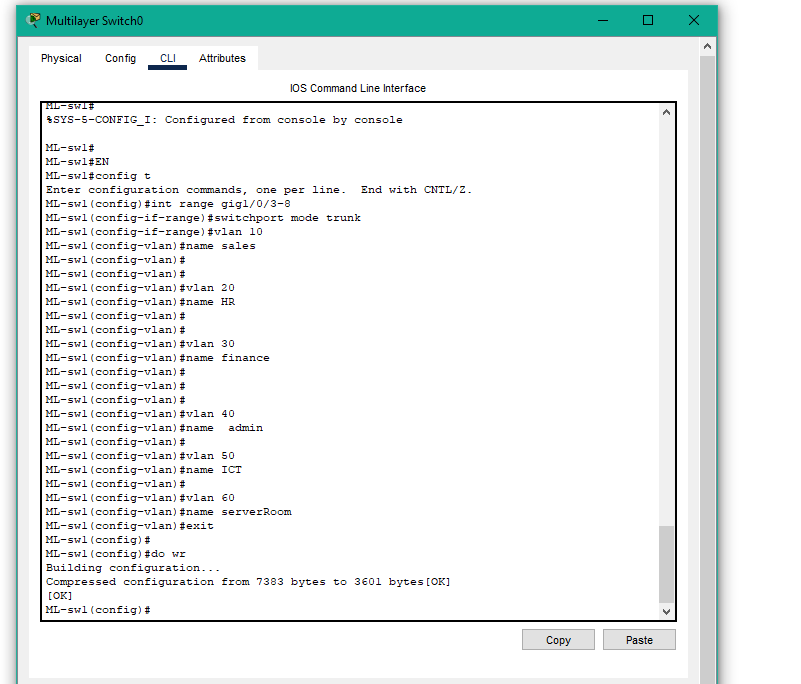 Multilayer Switch0
Physical Config CLI Attributes
IOS Command Line Interface
ML-sw1#
%SYS-5-CONFIG_I: Configured from console by console
ML-sw1#
ML-sw1#EN
ML-sw1#config t
Enter configuration commands, one per line.  End with CNTL/Z.
ML-sw1(config)#int range gig1/0/3-8
ML-sw1(config-if-range)#switchport mode trunk
ML-sw1(config-if-range)#vlan 10
ML-sw1(config-vlan)#name sales
ML-sw1(config-vlan)#
ML-sw1(config-vlan)#
ML-sw1(config-vlan)#vlan 20
ML-sw1(config-vlan)#name HR
ML-sw1(config-vlan)#
ML-sw1(config-vlan)#
ML-sw1(config-vlan)#vlan 30
ML-sw1(config-vlan)#name finance
ML-sw1(config-vlan)#
ML-sw1(config-vlan)#
ML-sw1(config-vlan)#
ML-sw1(config-vlan)#vlan 40
ML-sw1(config-vlan)#name  admin
ML-sw1(config-vlan)#
ML-sw1(config-vlan)#vlan 50
ML-sw1(config-vlan)#name ICT
ML-sw1(config-vlan)#
ML-sw1(config-vlan)#vlan 60
ML-sw1(config-vlan)#name serverRoom
ML-sw1(config-vlan)#exit
ML-sw1(config)#
ML-sw1(config)#do wr
Building configuration...
Compressed configuration from 7383 bytes to 3601 bytes[OK]
[OK]
ML-sw1(config)#
Copy Paste